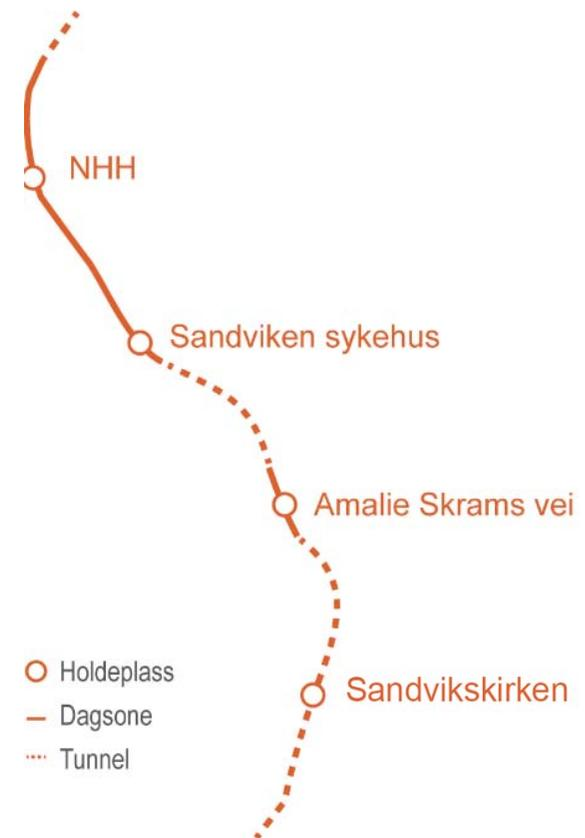 NHH
Sandviken sykehus
Amalie Skrams vei
Sandvikskirken
Holdeplass
Dagsone
Tunnel